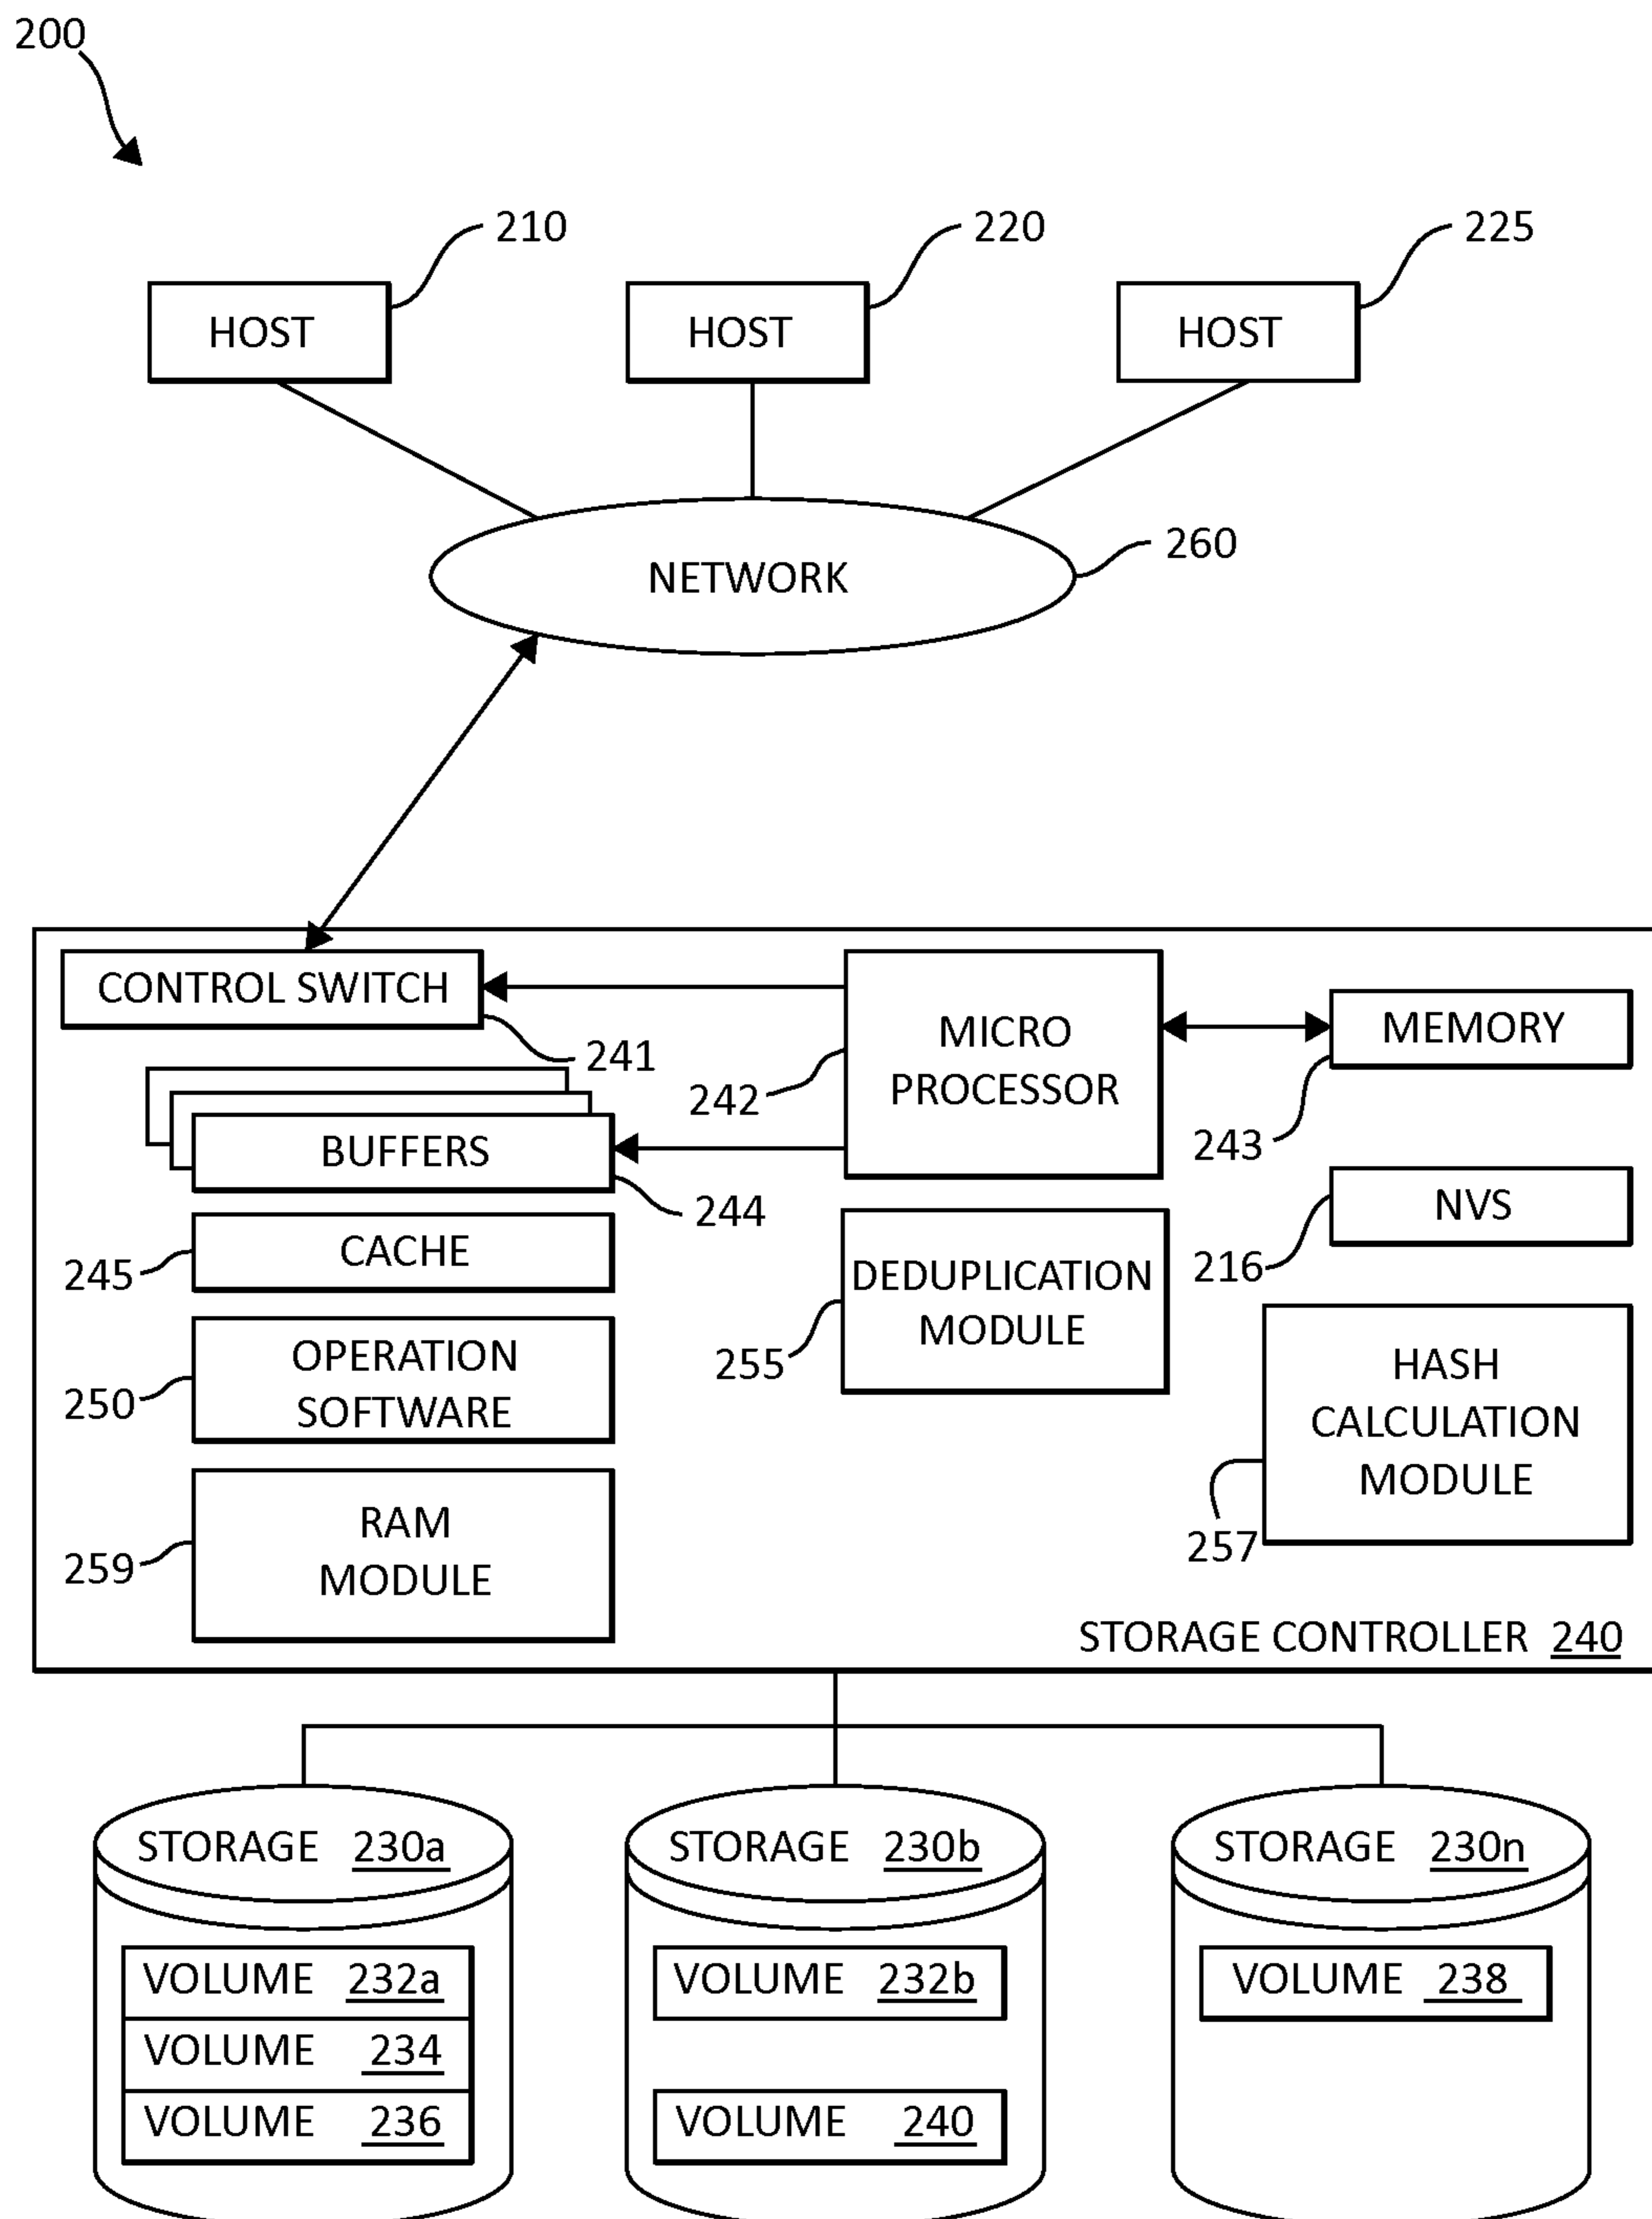 200
210
220
225
HOST
HOST
HOST
260
NETWORK
CONTROL SWITCH
241
MICRO
PROCESSOR
242
MEMORY
243
BUFFERS
244
NVS
216
CACHE
245
DEDUPLICATION
MODULE
255
OPERATION
SOFTWARE
250
HASH
CALCULATION
MODULE
257
RAM
MODULE
259
STORAGE CONTROLLER 240
STORAGE 230a
STORAGE 230b
STORAGE 230n
VOLUME 232a
VOLUME 234
VOLUME 236
VOLUME 232b
VOLUME 240
VOLUME 238